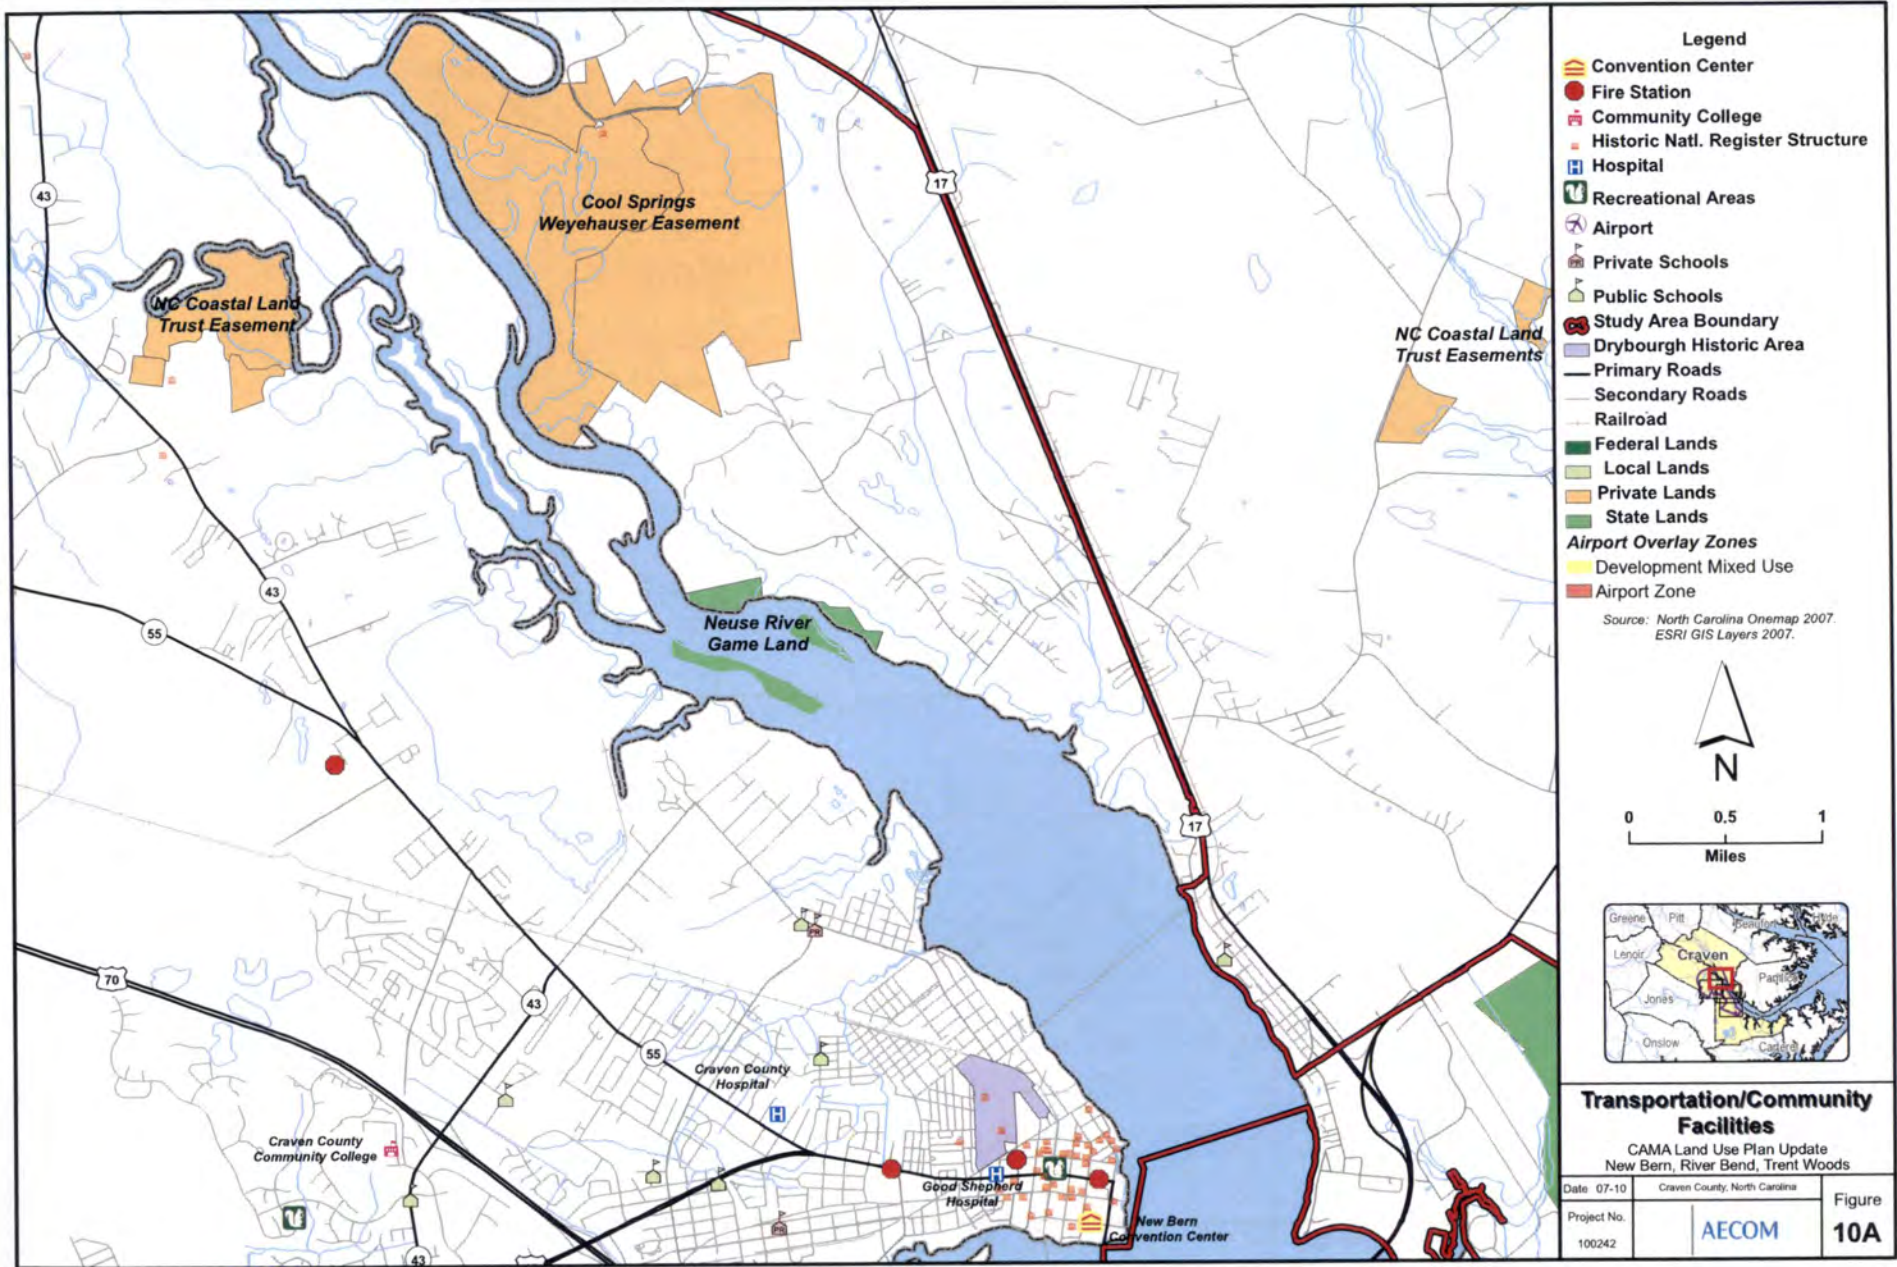 Legend
Convention Center
Fire Station
Community College
Historic Natl. Register Structure
Hospital
Recreational Areas
Airport
Private Schools
Public Schools
Study Area Boundary
Drybourgh Historic Area
Primary Roads
Secondary Roads
Railroad
Federal Lands
Local Lands
Private Lands
State Lands
Airport Overlay Zones
Development Mixed Use
Airport Zone
Source: North Carolina Onemap 2007.
ESRI GIS Layers 2007.
N
0 0.5 1
Miles
Greene Pitt Beaufort Hyde
Lenoir Craven
Pamlico
Jones
Onslow Carteret
Transportation/Community
Facilities
CAMA Land Use Plan Update
New Bern, River Bend, Trent Woods
Date 07-10
Craven County, North Carolina
Project No.
100242
AECOM
Figure
10A
43
17
Cool Springs
Weyehauser Easement
NC Coastal Land
Trust Easement
NC Coastal Land
Trust Easements
43
55
Neuse River
Game Land
17
PR
70
43
55
Craven County
Hospital
H
Craven County
Community College
H
Good Shepherd
Hospital
PR
New Bern
Convention Center
43